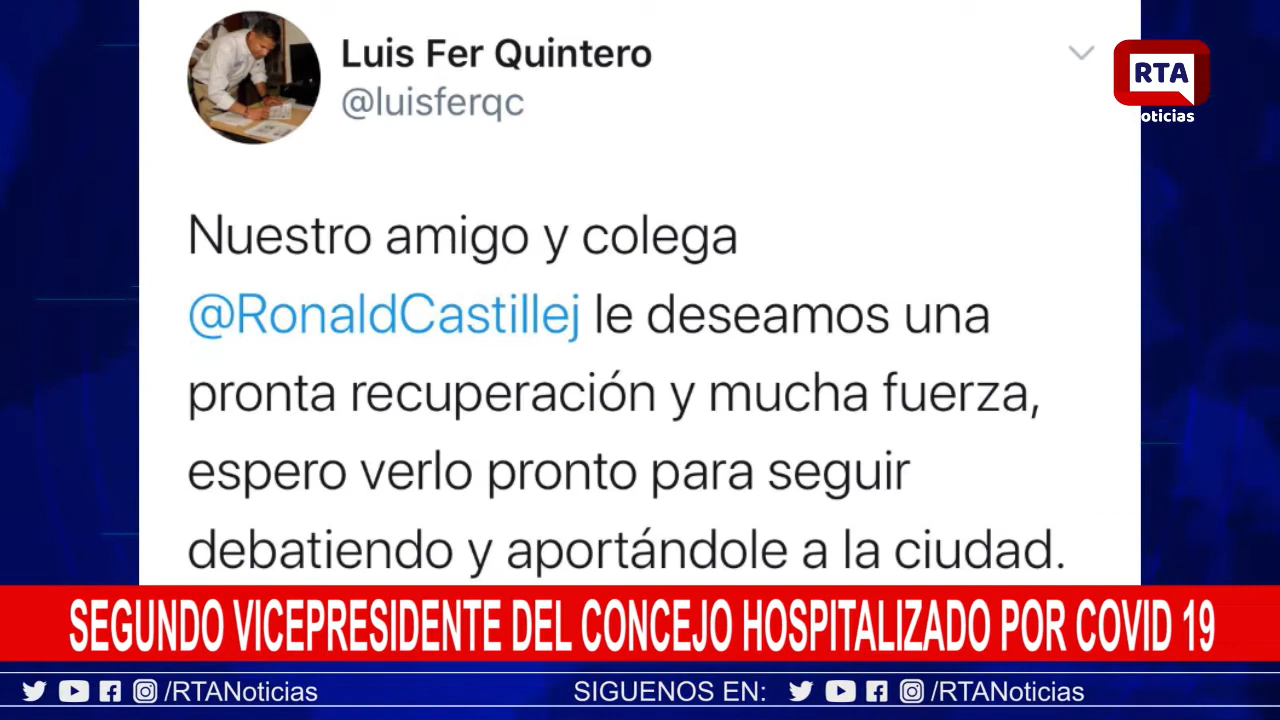 Luis Fer Quintero
@luisferqc
RTA
oticias
Nuestro amigo y colega
@RonaldCastillej le deseamos una
pronta recuperación y mucha fuerza,
espero verlo pronto para seguir
debatiendo y aportándole a la ciudad.
SEGUNDO VICEPRESIDENTE DEL CONCEJO HOSPITALIZADO POR COVID 19
/RTANoticias SIGUENOS EN: /RTANoticias